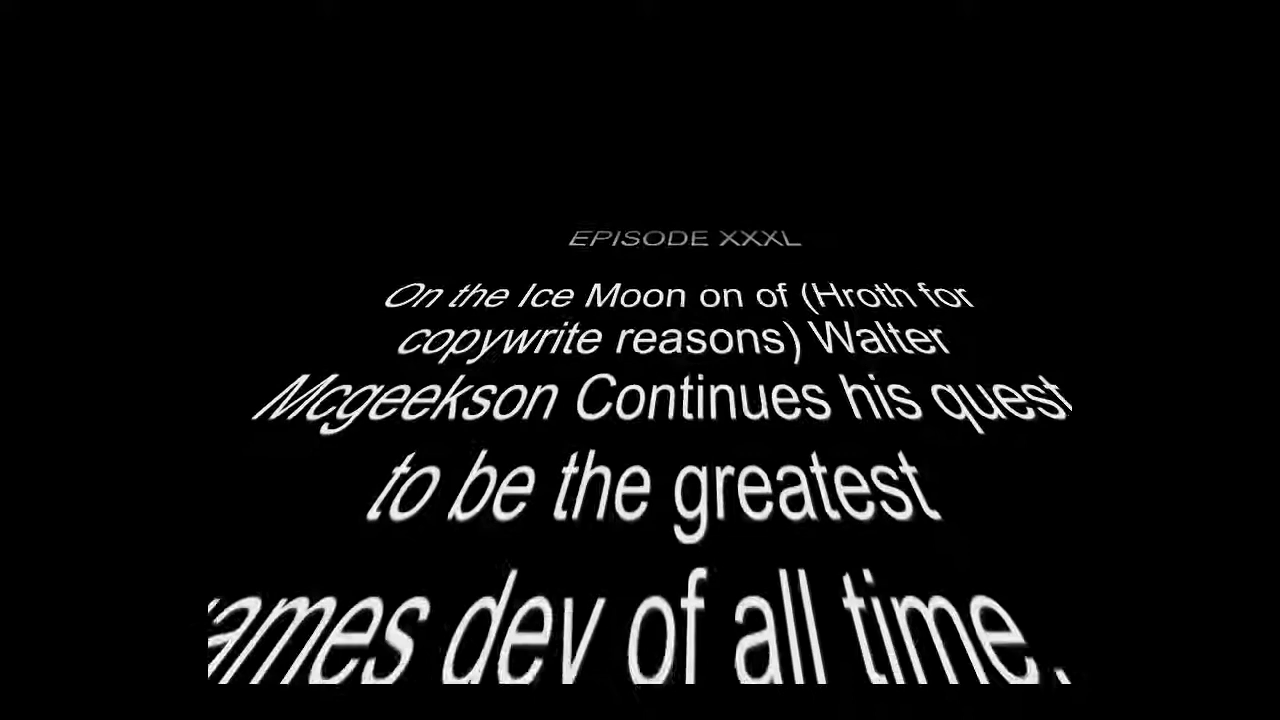 EPISODE XXXL
On the Ice Moon on of (Hroth for
copywrite reasons) Walter
Mcgeekson Continues his quest
to be the greatest
ames dev of all time.